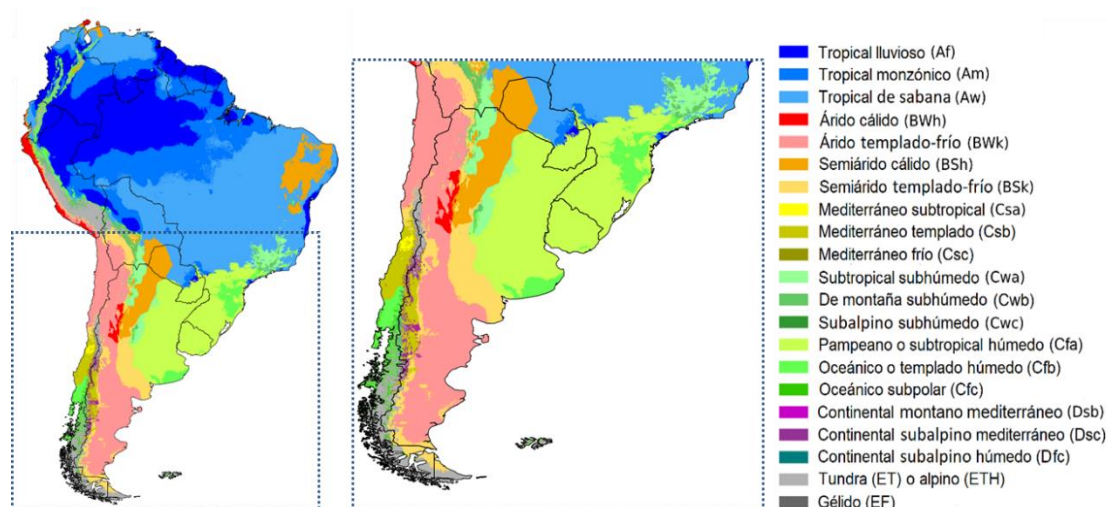 Tropical lluvioso (Af)
Tropical monzónico (Am)
Tropical de sabana (Aw)
Árido cálido (BWh)
Árido templado-frío (BWk)
Semiárido cálido (BSh)
Semiárido templado-frío (BSk)
Mediterráneo subtropical (Csa)
Mediterráneo templado (Csb)
Mediterráneo frío (Csc)
Subtropical subhúmedo (Cwa)
De montaña subhúmedo (Cwb)
Subalpino subhúmedo (Cwc)
Pampeano o subtropical húmedo (Cfa)
Oceánico o templado húmedo (Cfb)
Oceánico subpolar (Cfc)
Continental montano mediterráneo (Dsb)
Continental subalpino mediterráneo (Dsc)
Continental subalpino húmedo (Dfc)
Tundra (ET) o alpino (ETH)
Gélido (EF)